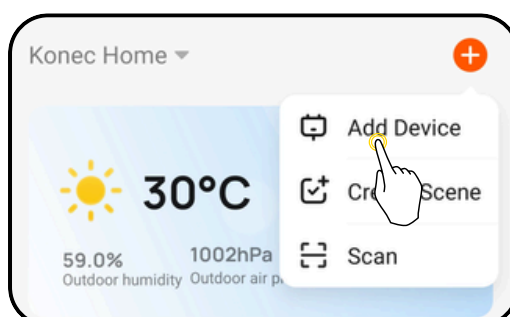 Konec Home
Add Device
30°C
Scene
59.0%
1002hPa
Scan
Outdoor humidity
Outdoor air